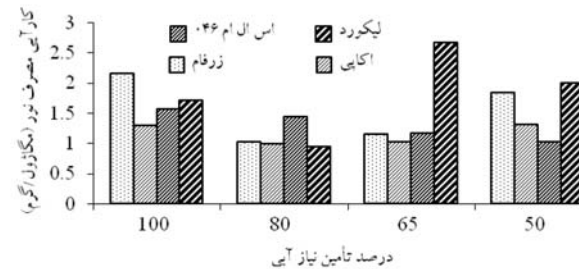 کارآیی مصرف نور (مگاژول/گرم)
3
2.5
2
1.5
1
0.5
0
لیکورد
اس ال ام ۰۴۶
اکاپی
زرفام
100
80
65
50
درصد تأمین نیاز آبی